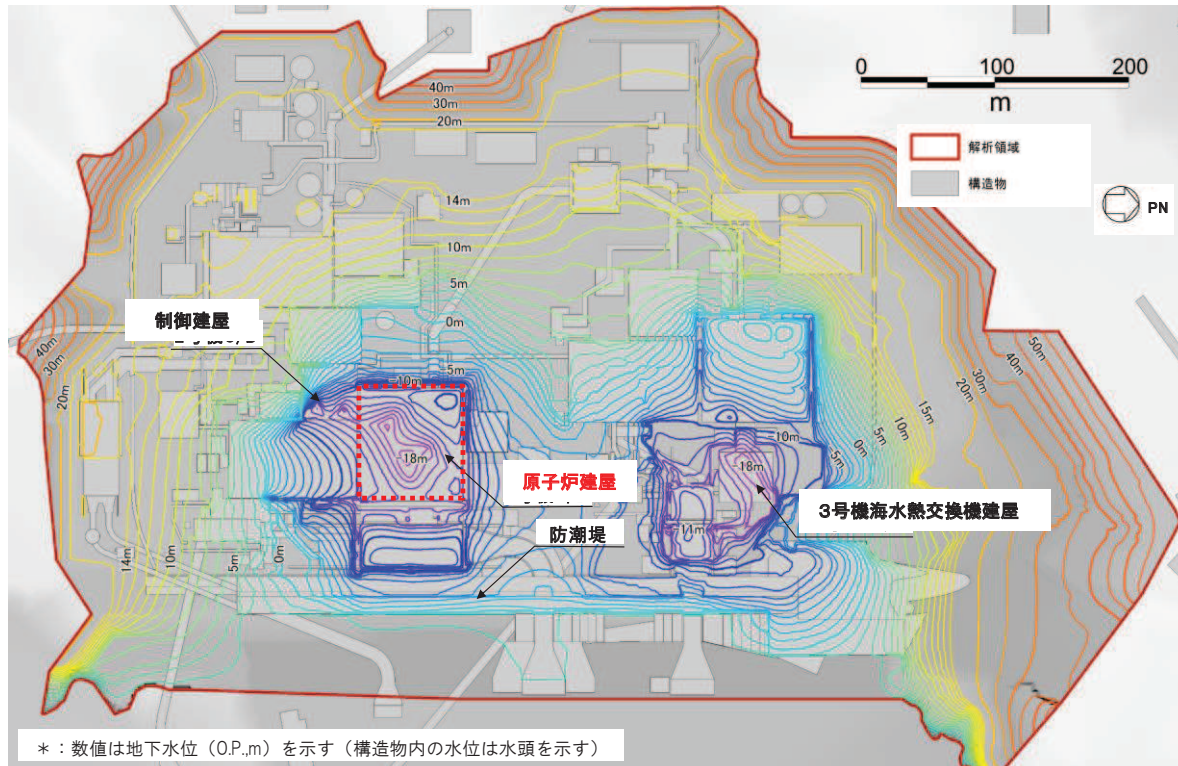 0 100 200
m
解析領域
構造物
PN
40m
30m
20m
14m
10m
5m
0m
制御建屋
-5m
-10m
40m
30m
20m
-18m
原子炉建屋
防潮堤
14m
10m
5m
0m
-10m
-18m
-11m
3号機海水熱交換機建屋
-5m
0m
5m
10m
15m
20m
30m
40m
50m
*:数値は地下水位(O.P.,m)を示す(構造物内の水位は水頭を示す)